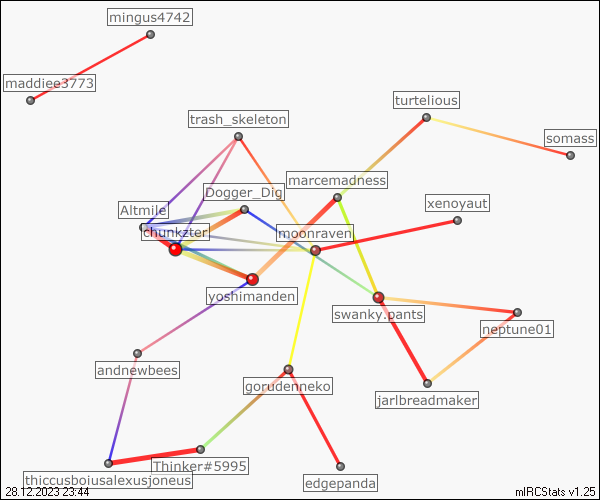 mingus4742
maddiee3773
turtelious
trash_skeleton
somass
marcemadness
Dogger_Dig
xenoyaut
Altmile
chunkzter
moonraven
yoshimanden
swanky.pants
neptune01
andnewbees
gorudenneko
jarlbreadmaker
Thinker#5995
thiccusboiusalexusjoneus
edgepanda
28.12.2023 23:44
mIRCStats v1.25